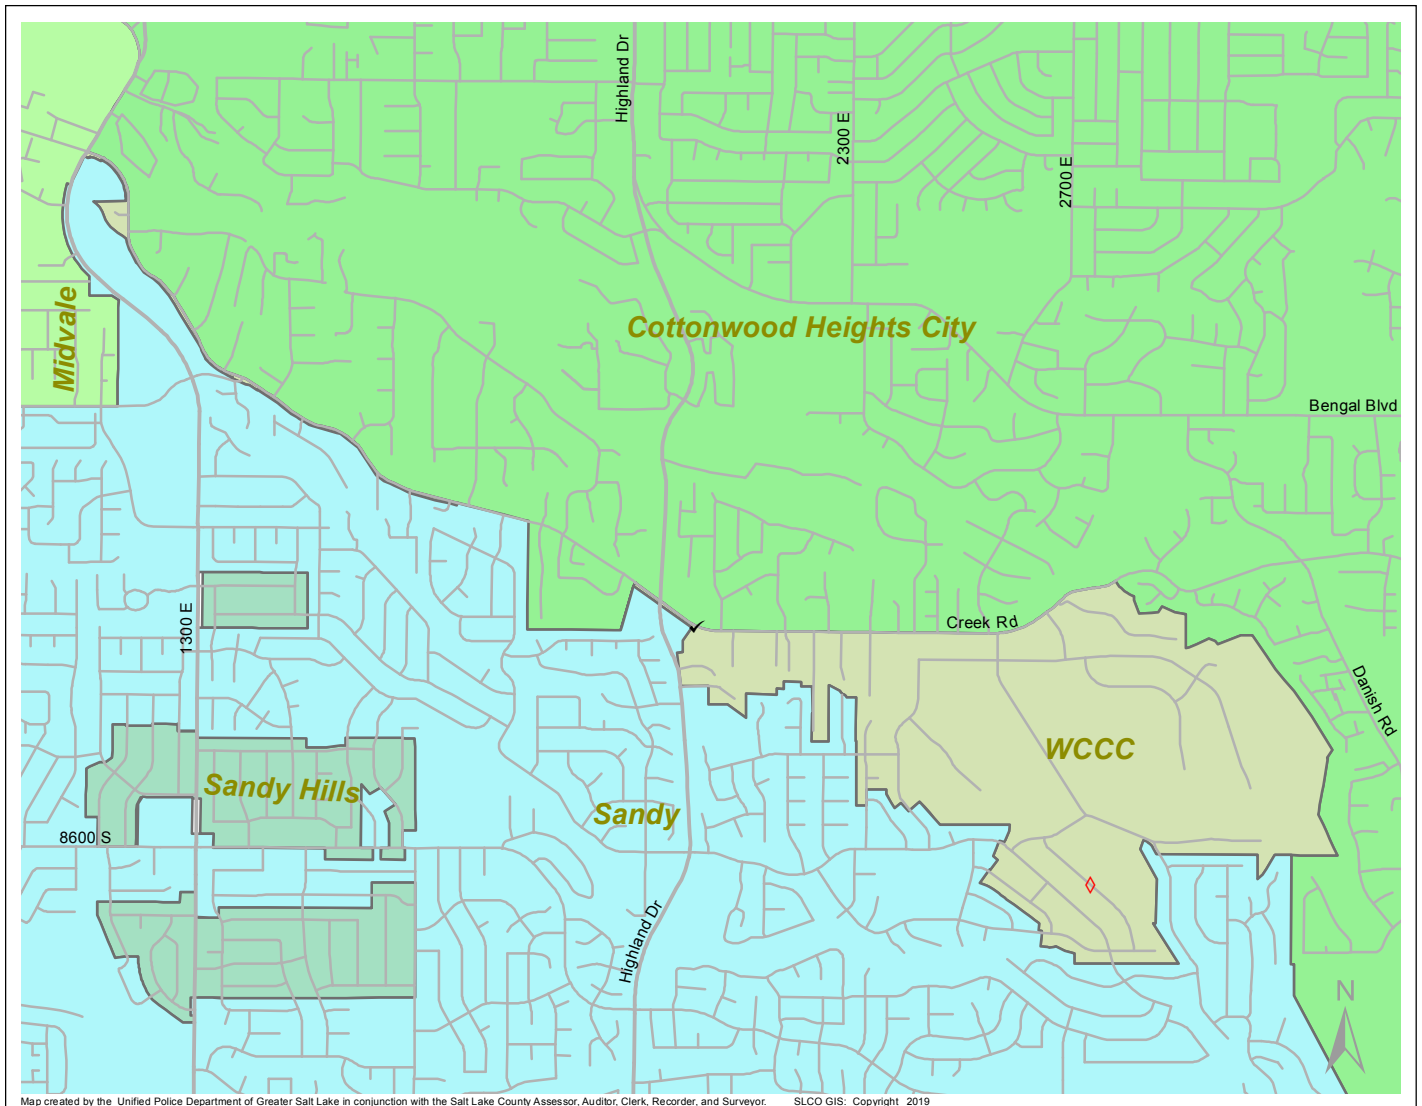 Highland Dr
2300 E
2700 E
Midvale
Cottonwood Heights City
Bengal Blvd
1300 E
Creek Rd
Danish Rd
WCCC
Sandy Hills
Sandy
8600 S
Highland Dr
N
Map created by the Unified Police Department of Greater Salt Lake in conjunction with the Salt Lake County Assessor, Auditor, Clerk, Recorder, and Surveyor. SLCO GIS: Copyright 2019